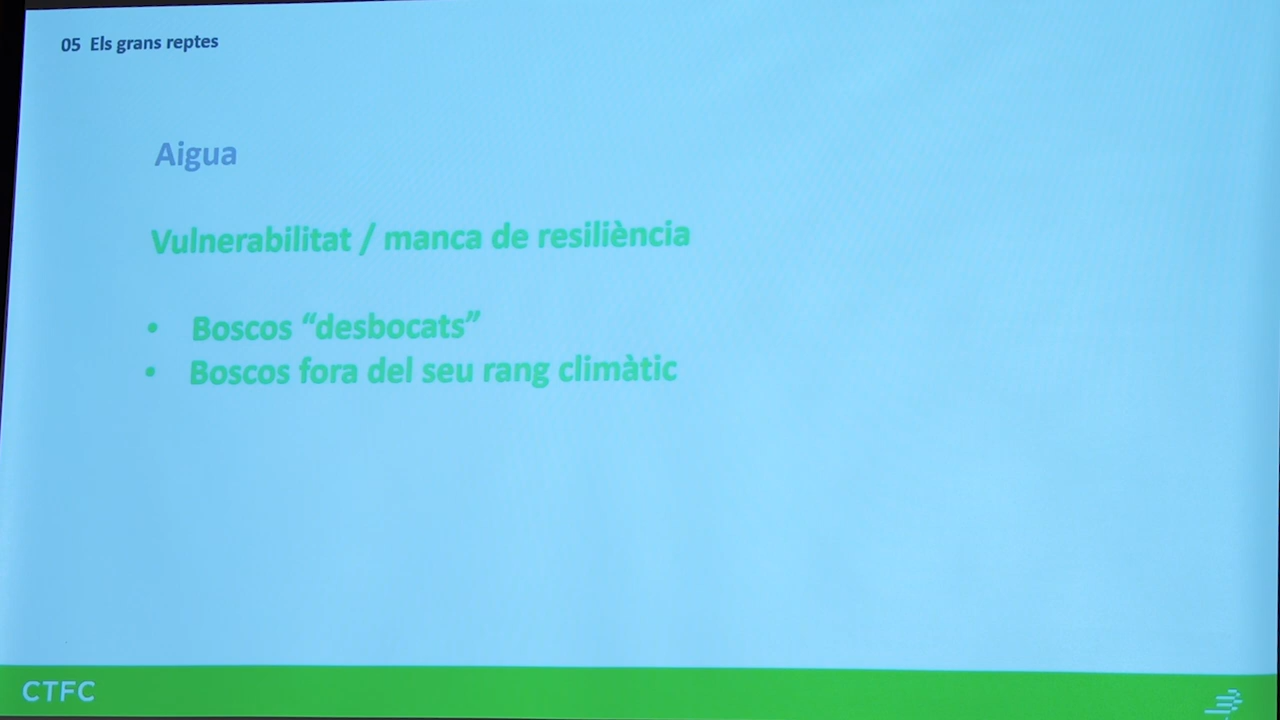 05 Els grans reptes
Aigua
Vulnerabilitat / manca de resiliència
• Boscos “desbocats”
• Boscos fora del seu rang climàtic
CTFC